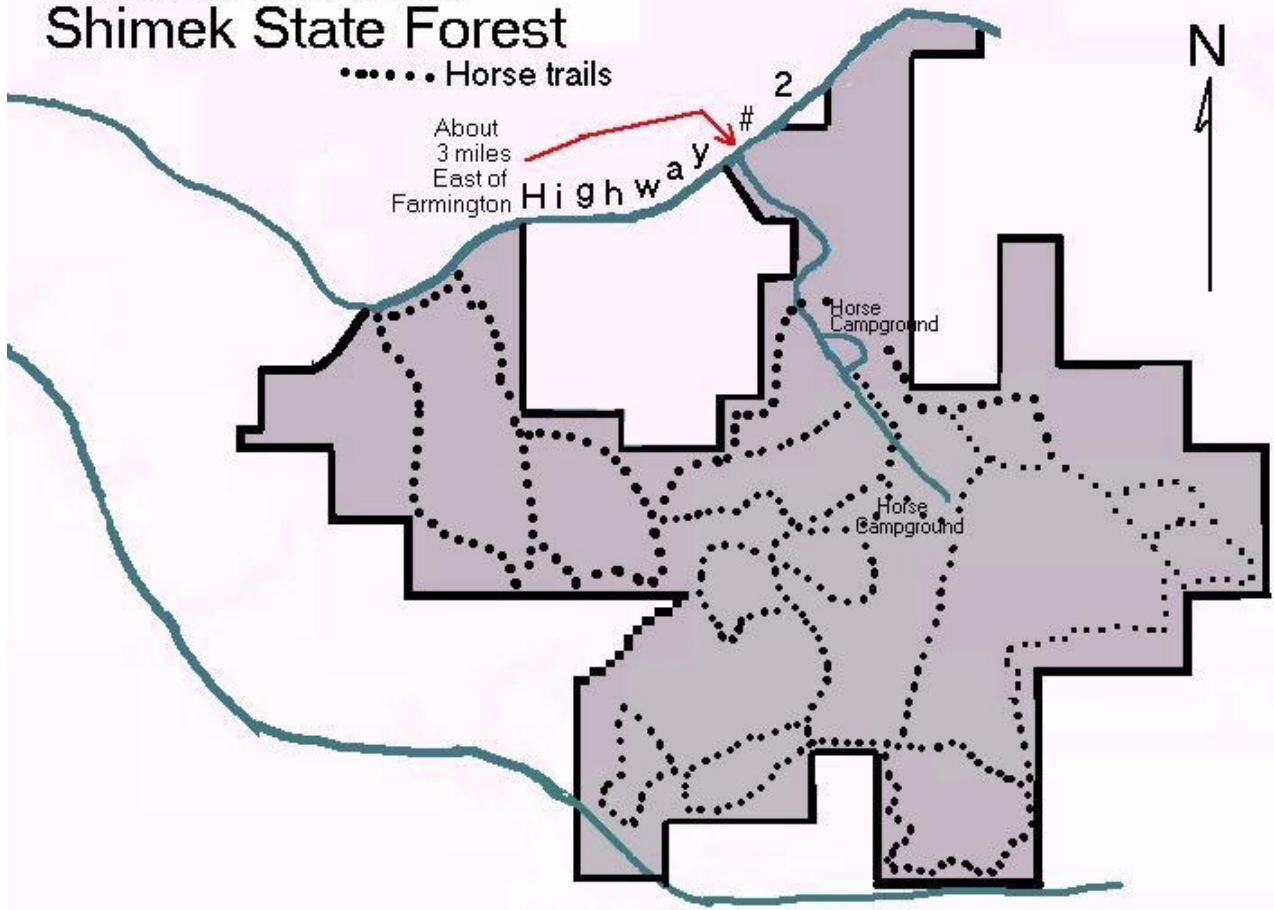 Shimek State Forest
Horse trails
N
About
3 miles
East of
Farmington
Highway # 2
Horse
Campground
Horse
Campground